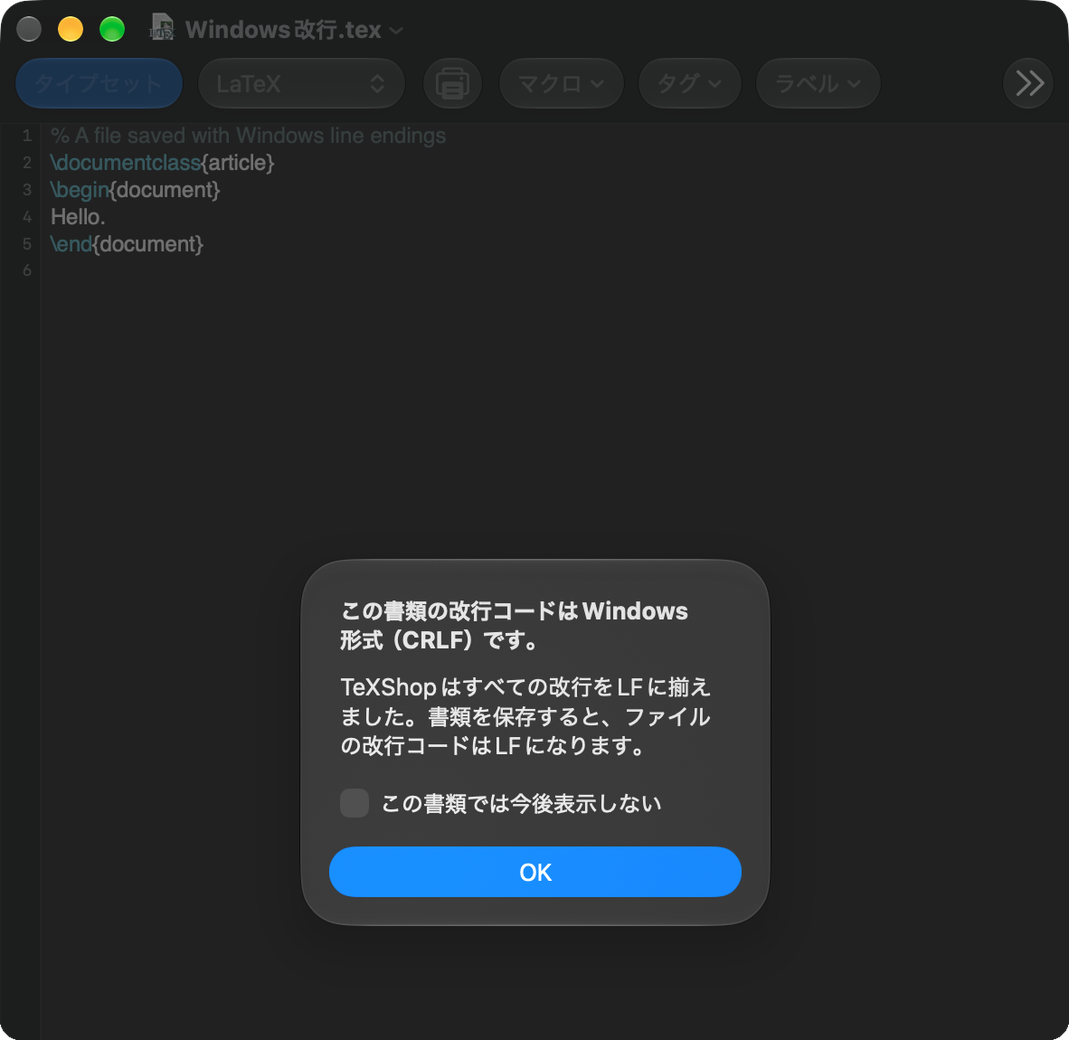 Windows改行.tex
タイプセット LaTeX マクロ タグ ラベル
1 % A file saved with Windows line endings
2 \documentclass{article}
3 \begin{document}
4 Hello.
5 \end{document}
6
この書類の改行コードはWindows
形式（CRLF）です。
TeXShopはすべての改行をLFに揃え
ました。書類を保存すると、ファイル
の改行コードはLFになります。
この書類では今後表示しない
OK